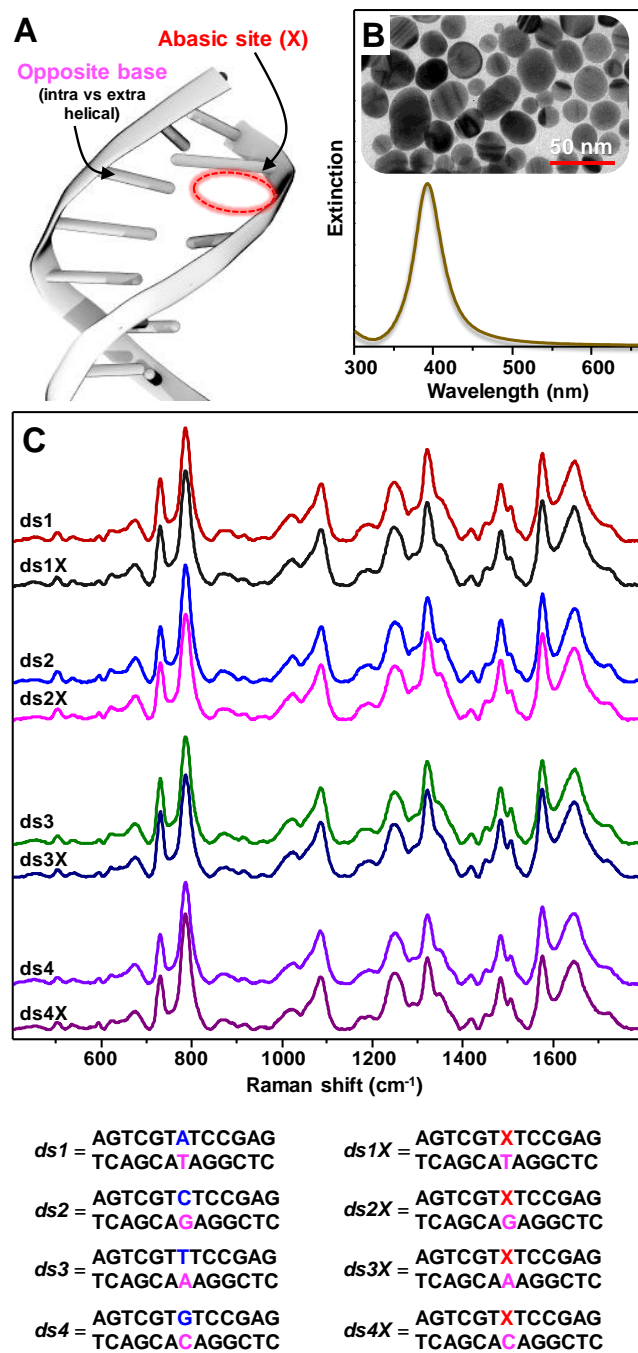 A
Abasic site (X)
Opposite base
(intra vs extra
helical)
B
50 nm
Extinction
300 400 500 600
Wavelength (nm)
C
ds1
ds1X
ds2
ds2X
ds3
ds3X
ds4
ds4X
600 800 1000 1200 1400 1600
Raman shift (cm⁻¹)
ds1 = AGTCGTATCCGAG
TCAGCATAGGCTC
ds1X = AGTCGTXTCCGAG
TCAGCATAGGCTC
ds2 = AGTCGTCTCCGAG
TCAGCAGAGGCTC
ds2X = AGTCGTXTCCGAG
TCAGCAGAGGCTC
ds3 = AGTCGTTTCCGAG
TCAGCAAAGGCTC
ds3X = AGTCGTXTCCGAG
TCAGCAAAGGCTC
ds4 = AGTCGTGTCCGAG
TCAGCACAGGCTC
ds4X = AGTCGTXTCCGAG
TCAGCACAGGCTC